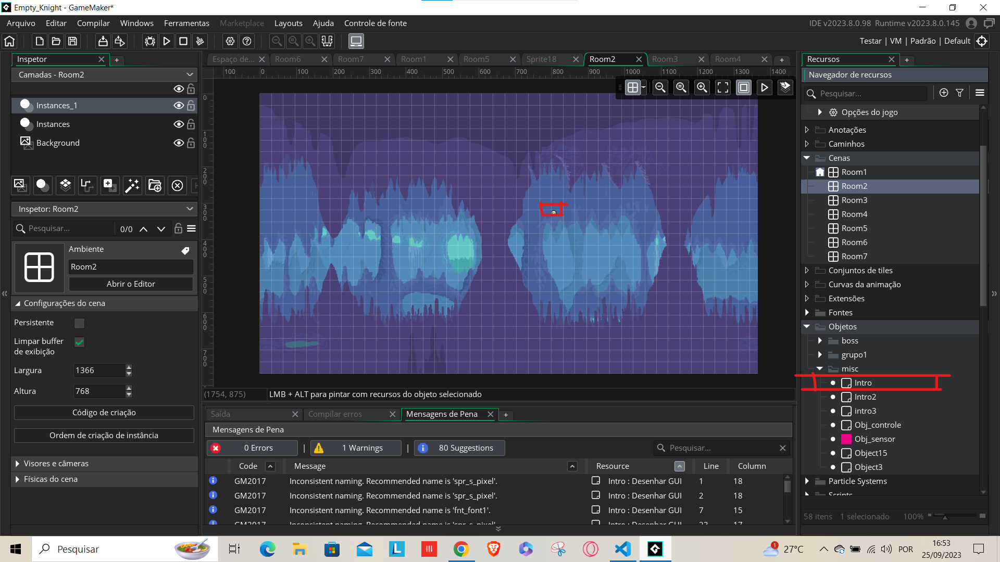 Empty_Knight - GameMaker*
Arquivo Editar Compilar Windows Ferramentas Marketplace Layouts Ajuda Controle de fonte
IDE v2023.8.0.98 Runtime v2023.8.0.145
Testar | VM | Padrão | Default
Inspetor
Camadas - Room2
Instances_1
Instances
Background
Inspetor: Room2
Pesquisar... 0/0
Ambiente
Room2
Abrir o Editor
Configurações do cena
Persistente
Limpar buffer
de exibição
Largura 1366
Altura 768
Código de criação
Ordem de criação de instância
Visores e câmeras
Físicas do cena
Espaço de... Room6 Room7 Room1 Room5 Sprite18 Room2 Room3 Room4
100 0 100 200 300 400 500 600 700 800 900 1000 1100 1200 1300 1400
0
100
200
300
400
500
600
700
(1754, 875) LMB + ALT para pintar com recursos do objeto selecionado
Saída Compilar erros Mensagens de Pena
Mensagens de Pena
0 Errors | 1 Warnings | 80 Suggestions Pesquisar...
Code Message Resource Line Column
GM2017 Inconsistent naming. Recommended name is 'spr_s_pixel'. Intro : Desenhar GUI 1 18
GM2017 Inconsistent naming. Recommended name is 'spr_s_pixel'. Intro : Desenhar GUI 2 18
GM2017 Inconsistent naming. Recommended name is 'fnt_font1'. Intro : Desenhar GUI 7 15
GM2017 Inconsistent naming. Recommended name is 'spr_s_pixel'. Intro : Desenhar GUI 23 17
Recursos
Navegador de recursos
Pesquisar...
Opções do jogo
Anotações
Caminhos
Cenas
Room1
Room2
Room3
Room4
Room5
Room6
Room7
Conjuntos de tiles
Curvas da animação
Extensões
Fontes
Objetos
boss
grupo1
misc
Intro
Intro2
intro3
Obj_controle
Obj_sensor
Object15
Object3
Particle Systems
Scripts
58 itens 1 selecionado 100%
Pesquisar
L
1
27°C
POR
16:53
25/09/2023